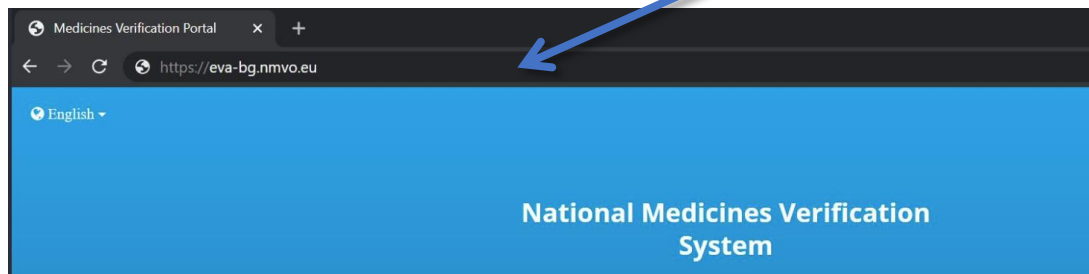 Medicines Verification Portal
https://eva-bg.nmvo.eu
English
National Medicines Verification
System